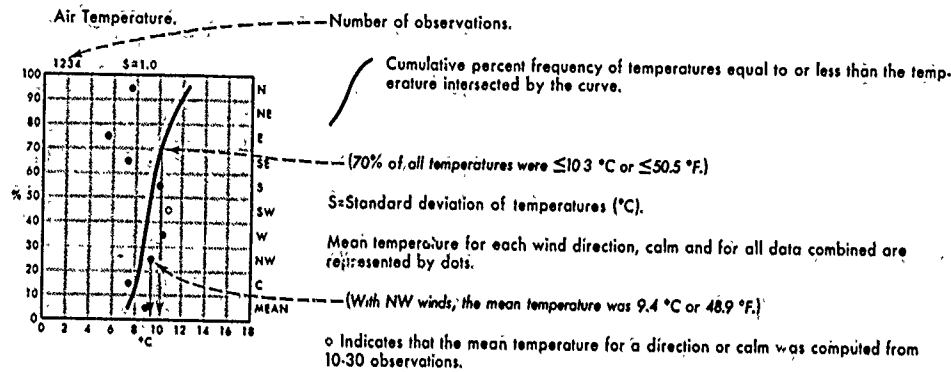 Air Temperature.
Number of observations.
1234 S=1.0
Cumulative percent frequency of temperatures equal to or less than the temp-
erature intersected by the curve.
100
90
80
70
60
50
40
30
20
10
0
%
N
NE
E
SE
S
SW
W
NW
C
MEAN
0 2 4 6 8 10 12 14 16 18
°C
(70% of all temperatures were ≤10 3 °C or ≤50.5 °F.)
S=Standard deviation of temperatures (°C).
Mean temperature for each wind direction, calm and for all data combined are
represented by dots.
(With NW winds, the mean temperature was 9.4 °C or 48.9 °F.)
o Indicates that the mean temperature for a direction or calm was computed from
10-30 observations.